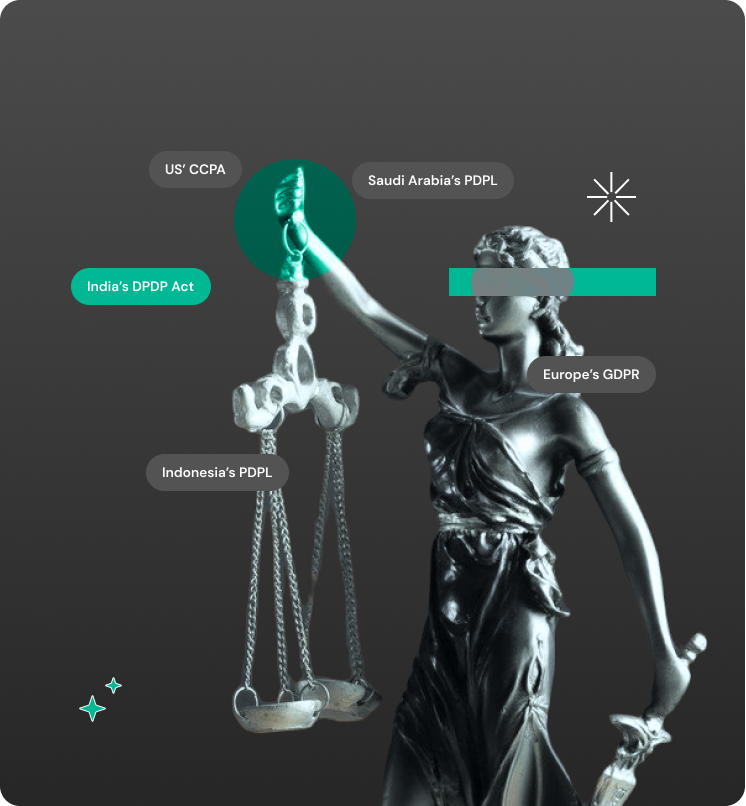 US’ CCPA
Saudi Arabia’s PDPL
India’s DPDP Act
Europe’s GDPR
Indonesia’s PDPL